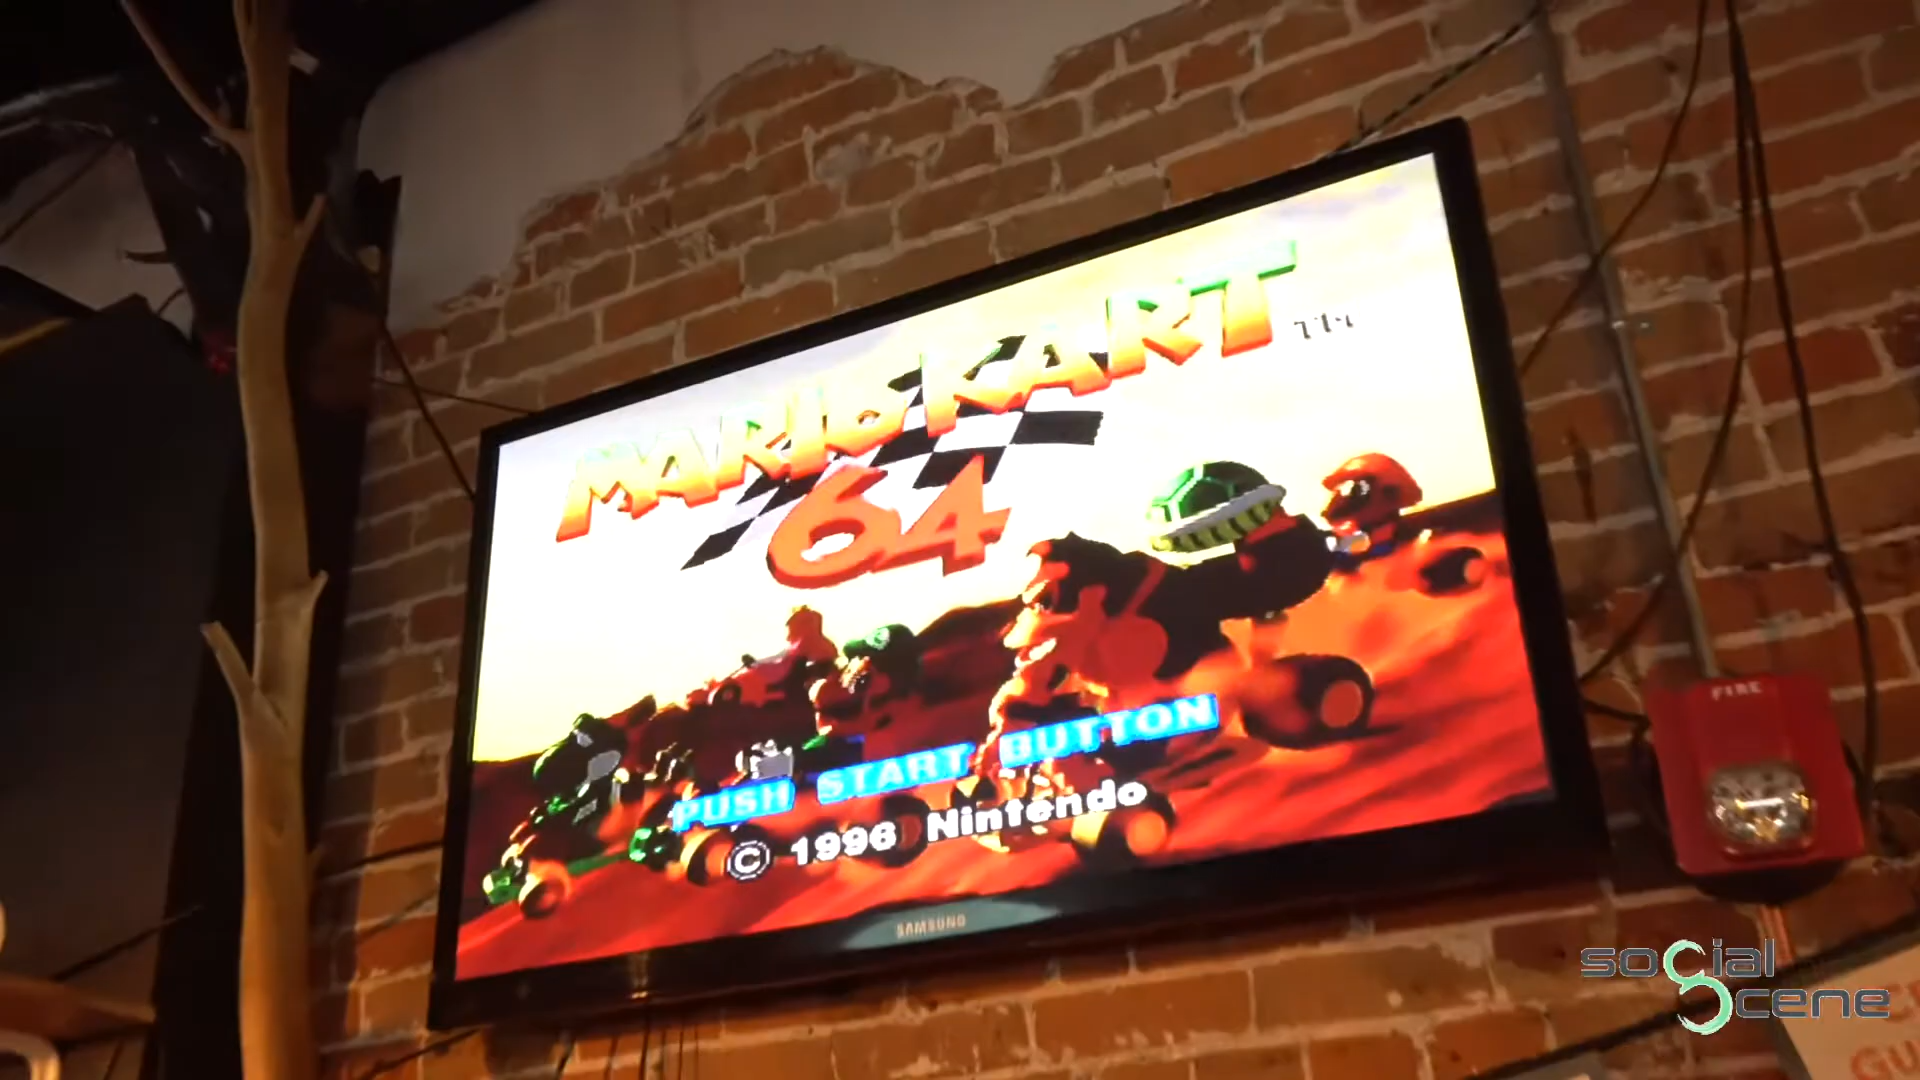 MARIO KART TM
64
PUSH START BUTTON
© 1996 Nintendo
SAMSUNG
FIRE
social
scene